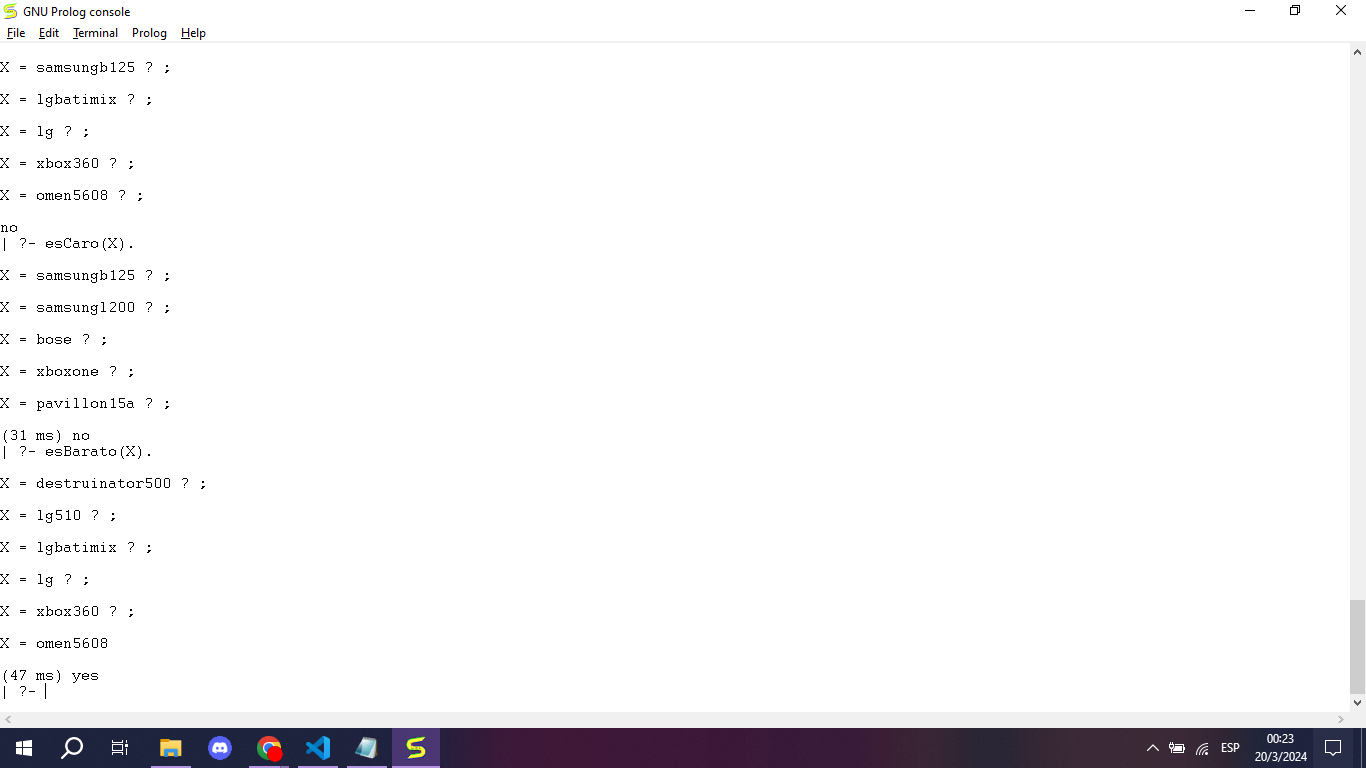 GNU Prolog console
File Edit Terminal Prolog Help
X = samsungb125 ? ;
X = lgbatimix ? ;
X = lg ? ;
X = xbox360 ? ;
X = omen5608 ? ;
no
| ?- esCaro(X).
X = samsungb125 ? ;
X = samsungl200 ? ;
X = bose ? ;
X = xboxone ? ;
X = pavillon15a ? ;
(31 ms) no
| ?- esBarato(X).
X = destruinator500 ? ;
X = lg510 ? ;
X = lgbatimix ? ;
X = lg ? ;
X = xbox360 ? ;
X = omen5608
(47 ms) yes
| ?-
ESP
00:23
20/3/2024